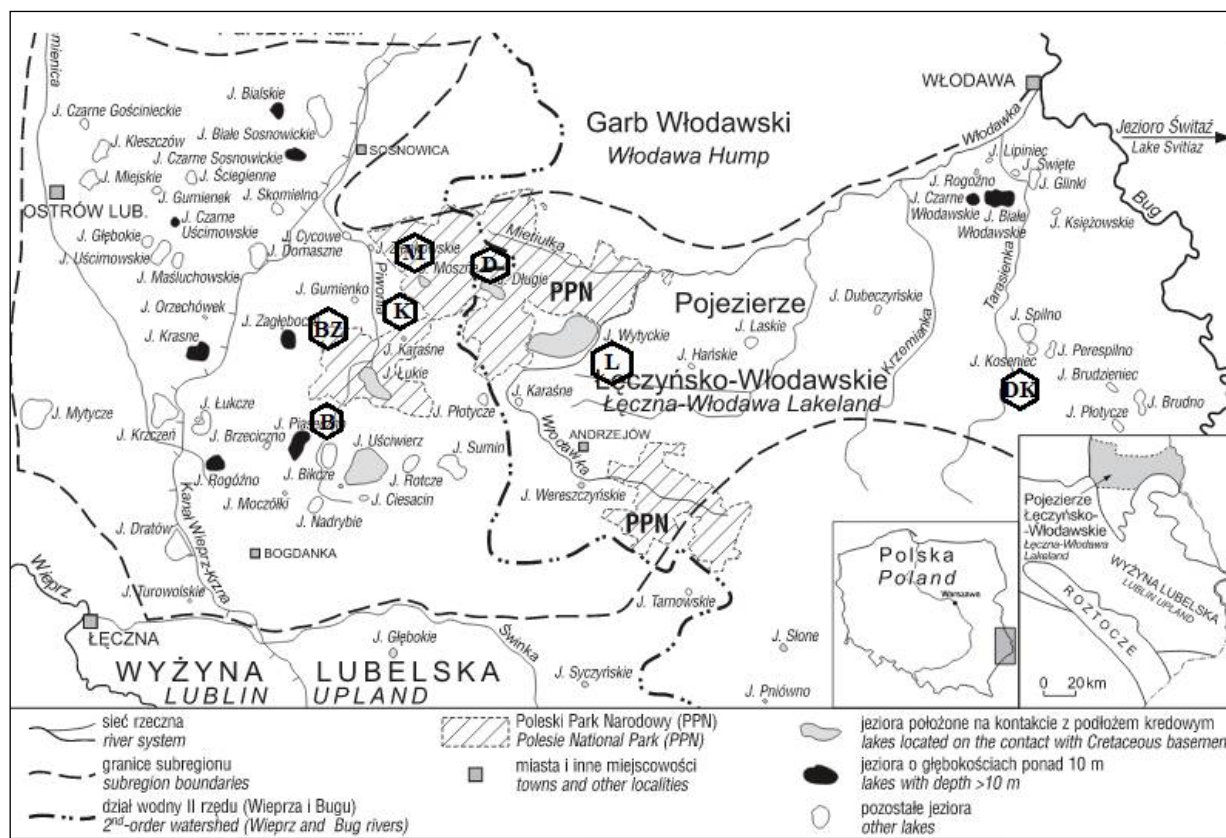 WŁODAWA
Garb Włodawski
Włodawa Hump
Jezioro Świtaź
Lake Svitiaz
Włodawka
Bug
J. Bialskie
J. Czarne Gościnieckie
J. Kleszczów
J. Białe Sosnowickie
SOSNOWICA
J. Czarne Sosnowickie
J. Miejskie
J. Ściegienne
J. Gumienek
J. Skomielno
OSTRÓW LUB.
J. Czarne
Uścimowskie
J. Głębokie
J. Uścimowskie
J. Cycowe
J. Domaszne
J. Maśluchowskie
J. Lipiniec
J. Święte
J. Rogoźno
J. Glinki
J. Czarne
Włodawskie
J. Białe
Włodawskie
J. Księżowskie
Mietiułka
M
D
J. Długie
PPN
Piwonia
J. Gumienko
J. Orzechówek
J. Krasne
BZ
K
Pojezierze
J. Dubeczyńskie
Tarasienka
Krzemianka
J. Spilno
J. Wytyckie
J. Laskie
J. Hańskie
J. Karaśne
J. Łukie
L
J. Koseniec
J. Perespilno
DK
J. Brudzieniec
J. Płotycze
J. Brudno
Łęczyńsko-Włodawskie
Łęczna-Włodawa Lakeland
J. Karaśne
J. Płotycze
J. Mytycze
J. Łukcze
J. Krzczeń
J. Brzeziczno
B
J. Uściwierz
J. Sumin
ANDRZEJÓW
Włodawka
J. Rogóźno
J. Bikcze
J. Rotcze
J. Moczółki
J. Ciesacin
J. Wereszczyńskie
J. Nadrybie
J. Dratów
BOGDANKA
PPN
Kanał Wieprz-Krzna
Wieprz
J. Turowolskie
ŁĘCZNA
J. Głębokie
Świnka
J. Tarnowskie
J. Słone
J. Syczyńskie
J. Pniówno
WYŻYNA LUBELSKA
LUBLIN UPLAND
Polska
Poland
Warszawa
Pojezierze
Łęczyńsko-
-Włodawskie
Łęczna-Włodawa
Lakeland
WYŻYNA LUBELSKA
LUBLIN UPLAND
ROZTOCZE
0 20 km
sieć rzeczna
river system
granice subregionu
subregion boundaries
dział wodny II rzędu (Wieprza i Bugu)
2nd-order watershed (Wieprz and Bug rivers)
Poleski Park Narodowy (PPN)
Polesie National Park (PPN)
miasta i inne miejscowości
towns and other localities
jeziora położone na kontakcie z podłożem kredowym
lakes located on the contact with Cretaceous basement
jeziora o głębokościach ponad 10 m
lakes with depth >10 m
pozostałe jeziora
other lakes